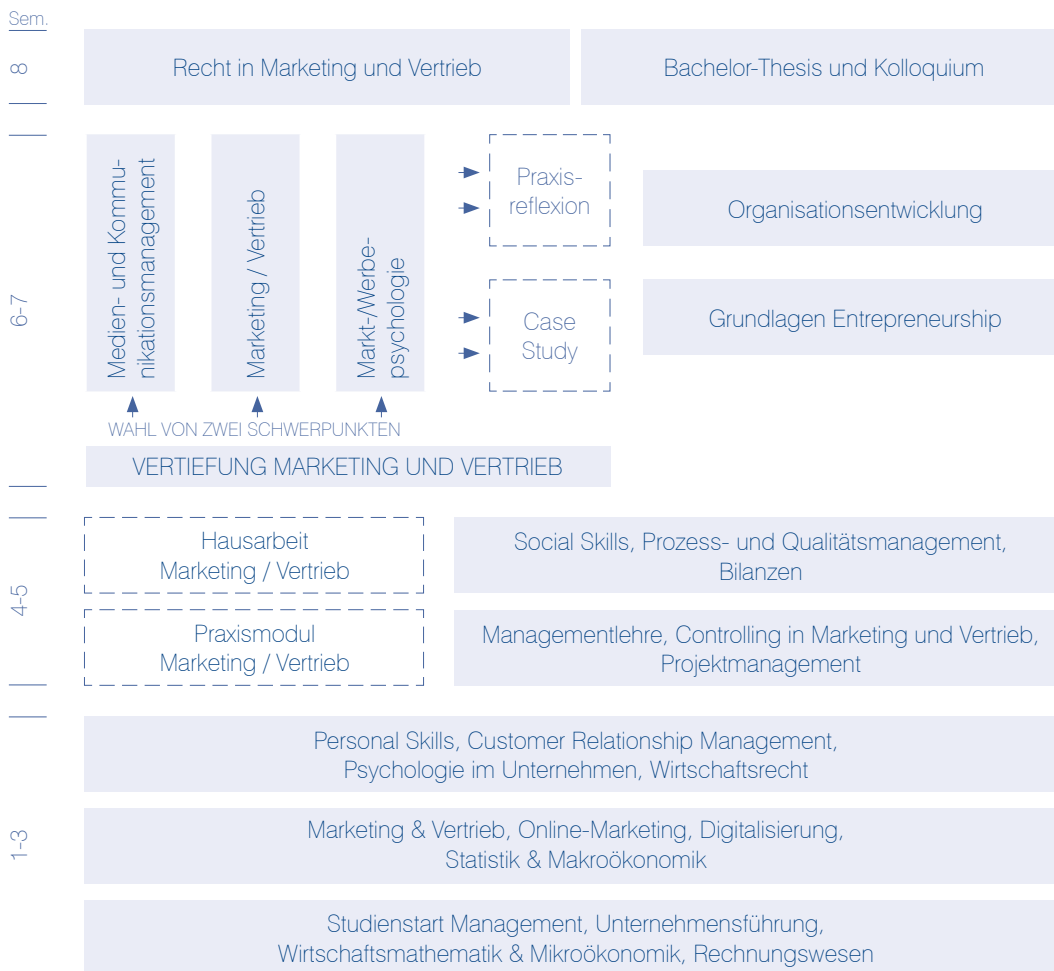 Sem.
8
Recht in Marketing und Vertrieb
Bachelor-Thesis und Kolloquium
6-7
Medien- und Kommu-
nikationsmanagement
Marketing / Vertrieb
Markt-/Werbe-
psychologie
Praxis-
reflexion
Case
Study
Organisationsentwicklung
Grundlagen Entrepreneurship
WAHL VON ZWEI SCHWERPUNKTEN
VERTIEFUNG MARKETING UND VERTRIEB
4-5
Hausarbeit
Marketing / Vertrieb
Social Skills, Prozess- und Qualitätsmanagement,
Bilanzen
Praxismodul
Marketing / Vertrieb
Managementlehre, Controlling in Marketing und Vertrieb,
Projektmanagement
1-3
Personal Skills, Customer Relationship Management,
Psychologie im Unternehmen, Wirtschaftsrecht
Marketing & Vertrieb, Online-Marketing, Digitalisierung,
Statistik & Makroökonomik
Studienstart Management, Unternehmensführung,
Wirtschaftsmathematik & Mikroökonomik, Rechnungswesen